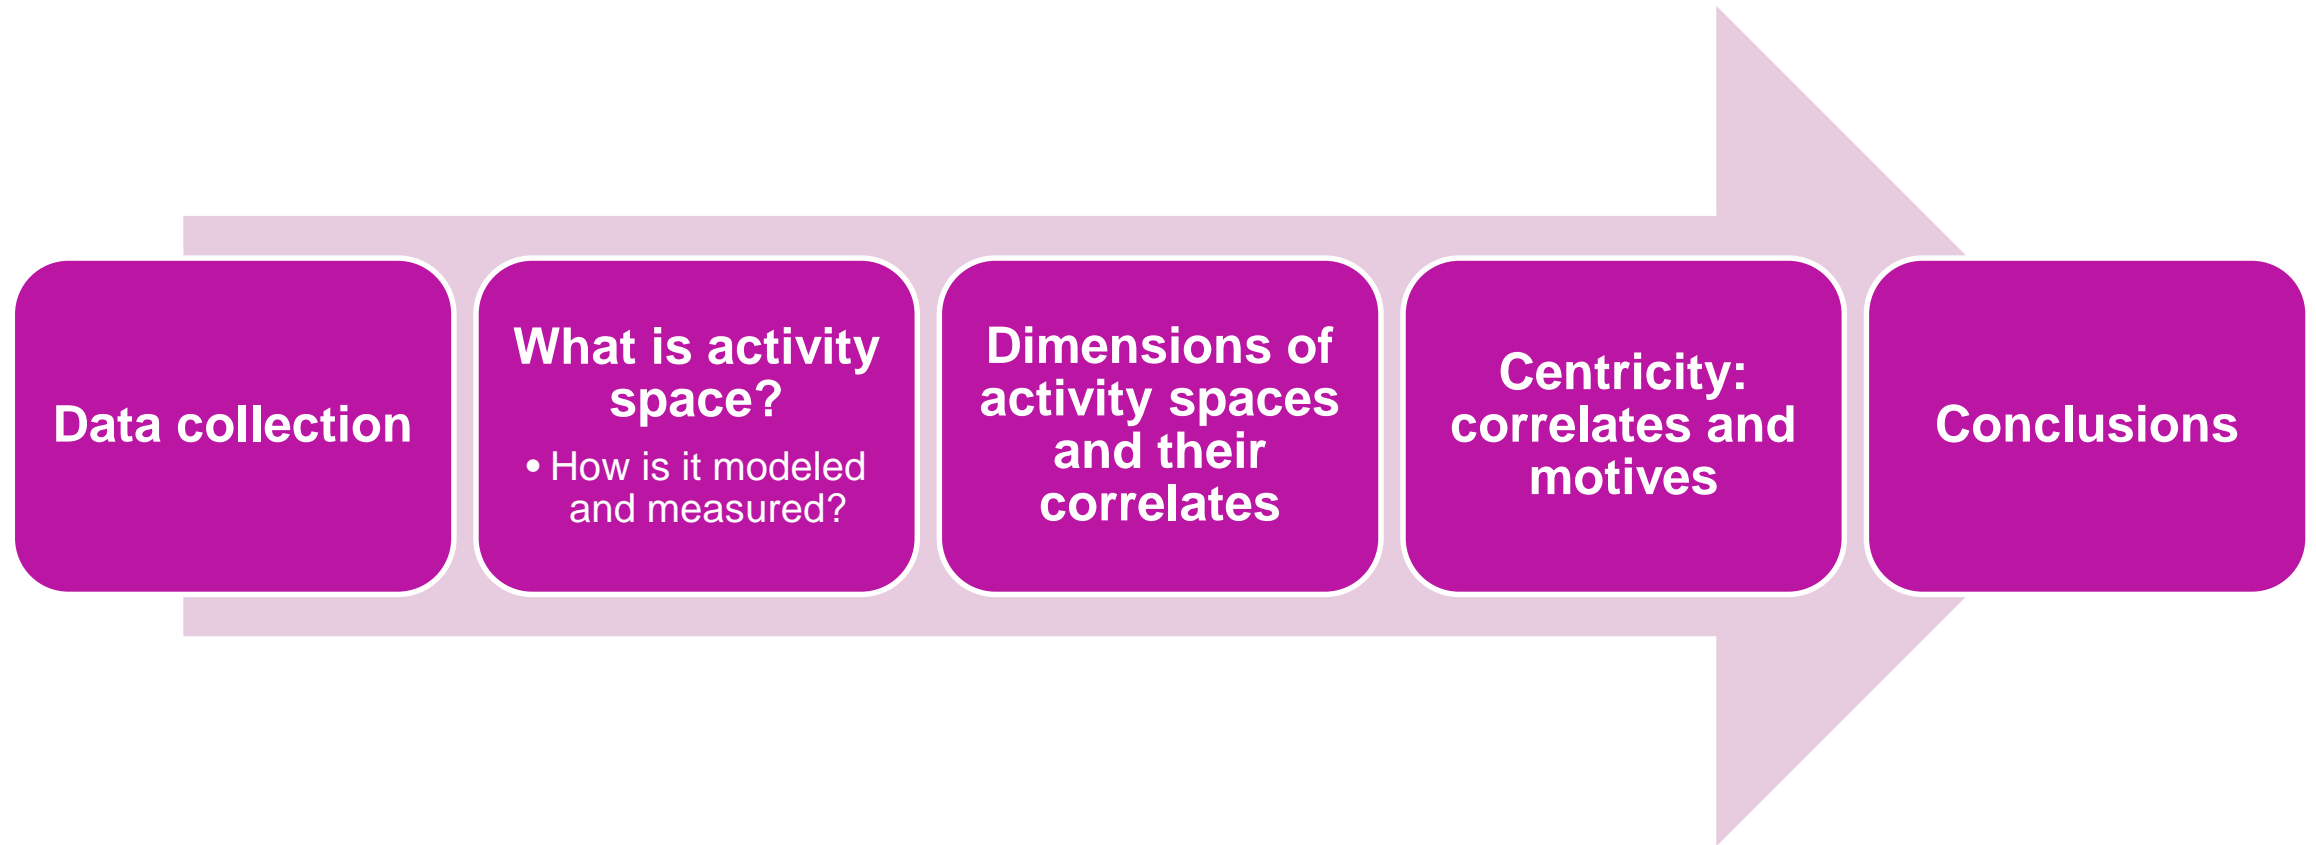 Data collection
What is activity
space?
• How is it modeled
and measured?
Dimensions of
activity spaces
and their
correlates
Centricity:
correlates and
motives
Conclusions